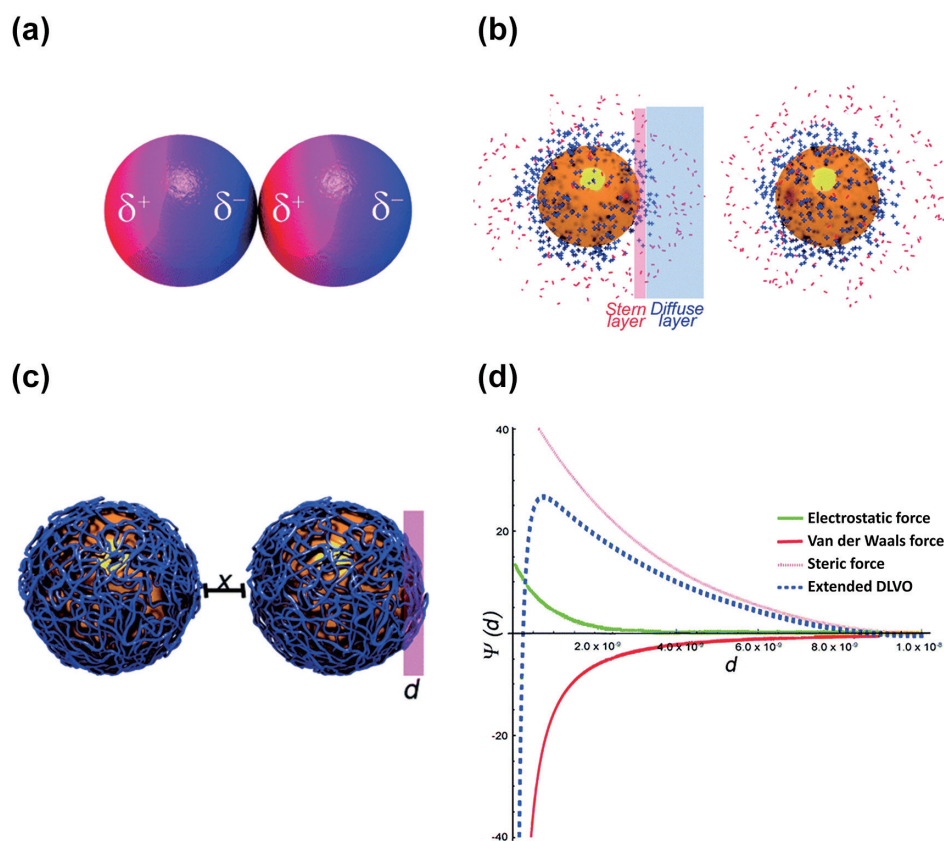 (a)
(b)
δ⁺ δ⁻ δ⁺ δ⁻
Stern layer
Diffuse layer
(c)
(d)
x
d
40
20
0
-20
-40
Ψ (d)
2.0 x 10⁻⁹ 4.0 x 10⁻⁹ 6.0 x 10⁻⁹ 8.0 x 10⁻⁹ 1.0 x 10⁻⁸
d
Electrostatic force
Van der Waals force
Steric force
Extended DLVO